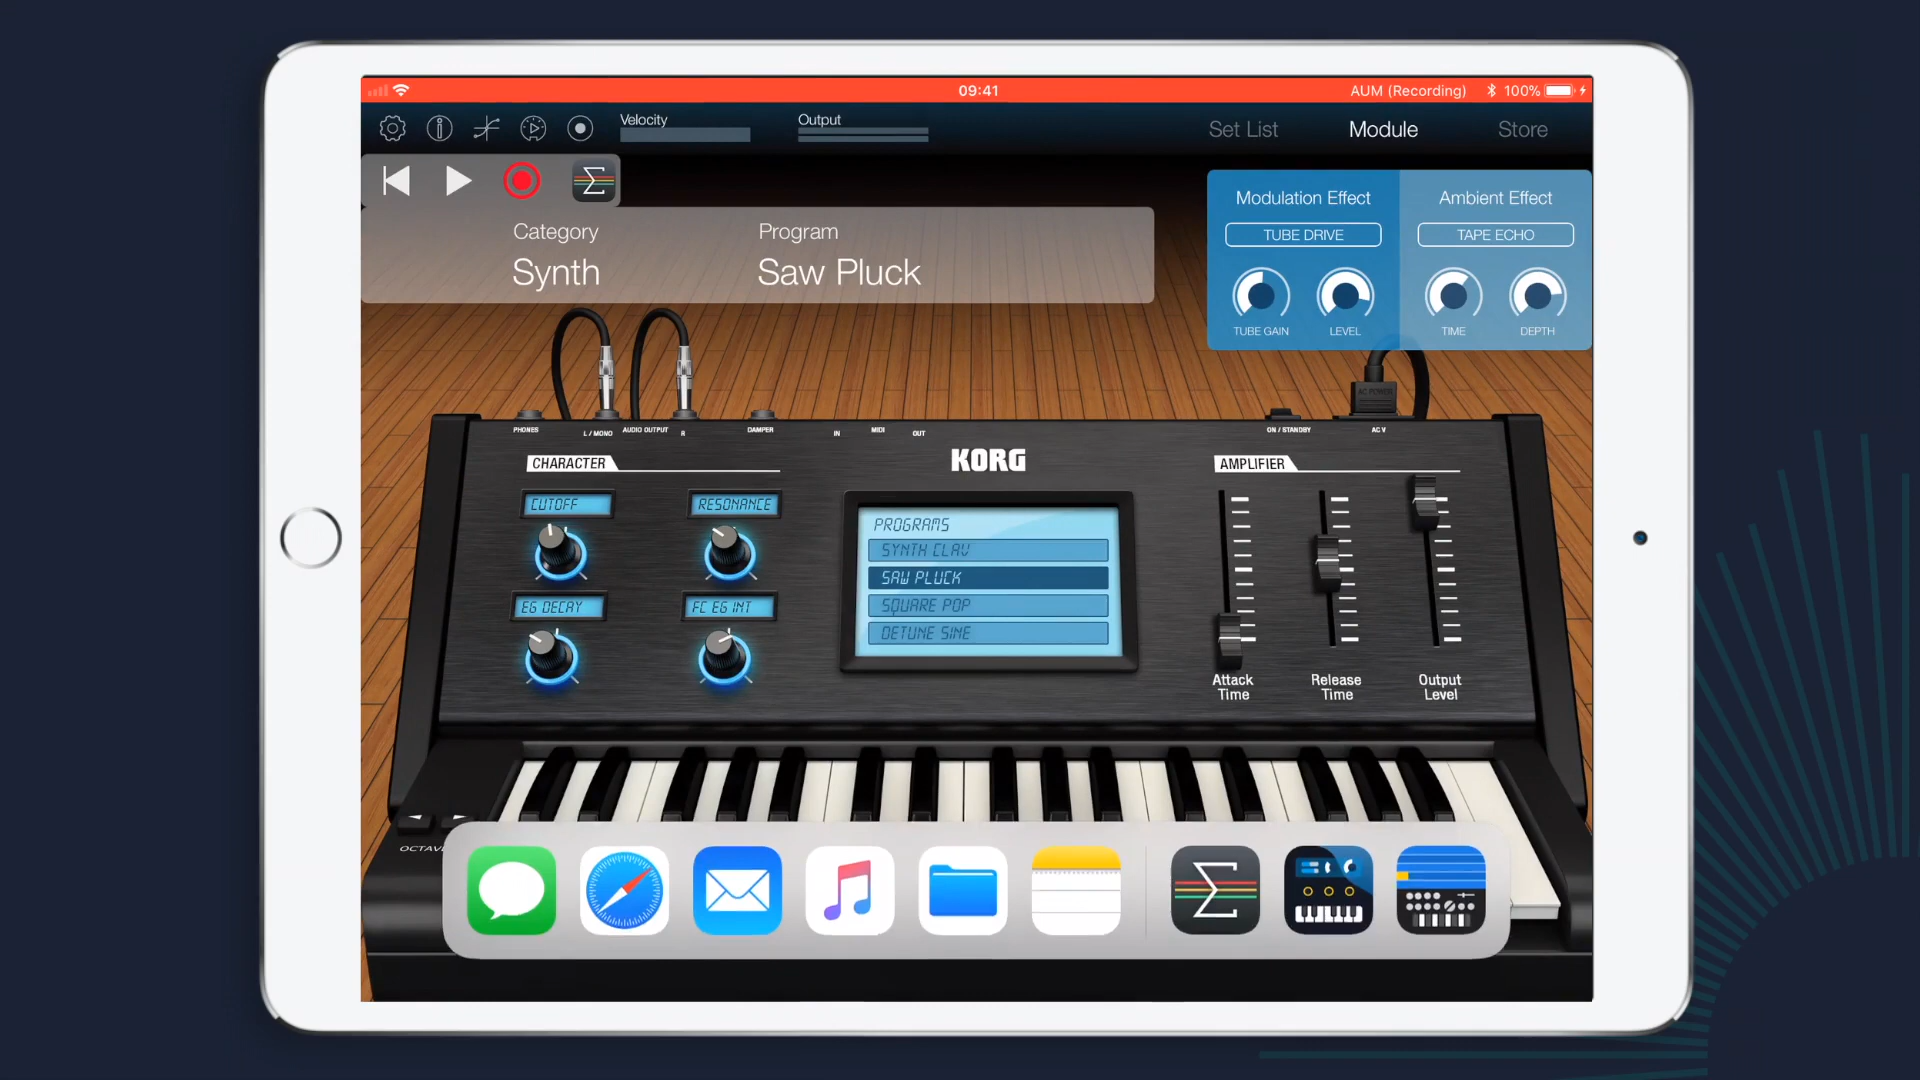 09:41
AUM (Recording)
100%
Velocity
Output
Set List
Module
Store
Category
Program
Synth
Saw Pluck
Modulation Effect
Ambient Effect
TUBE DRIVE
TAPE ECHO
TUBE GAIN
LEVEL
TIME
DEPTH
AC POWER
PHONES
L / MONO
AUDIO OUTPUT
R
DAMPER
IN
MIDI
OUT
ON / STANDBY
AC V
CHARACTER
KORG
AMPLIFIER
CUTOFF
RESONANCE
PROGRAMS
SYNTH CLAV
SAW PLUCK
SQUARE POP
DETUNE SINE
EG DECAY
FC EG INT
Attack
Time
Release
Time
Output
Level
OCTAVE